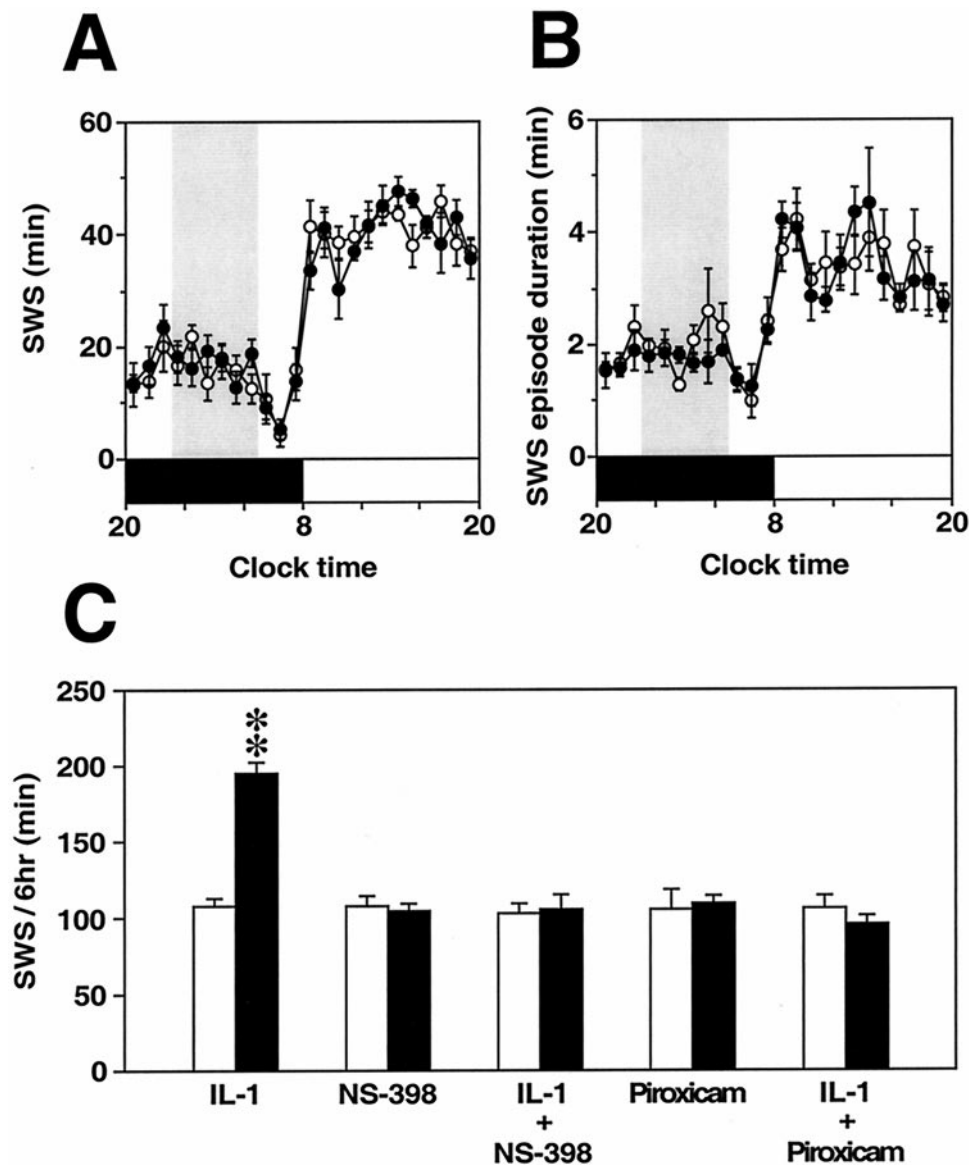 A
B
60
40
20
0
SWS (min)
20
8
20
Clock time
6
4
2
0
SWS episode duration (min)
20
8
20
Clock time
C
250
200
150
100
50
0
SWS / 6hr (min)
**
IL-1
NS-398
IL-1
+
NS-398
Piroxicam
IL-1
+
Piroxicam